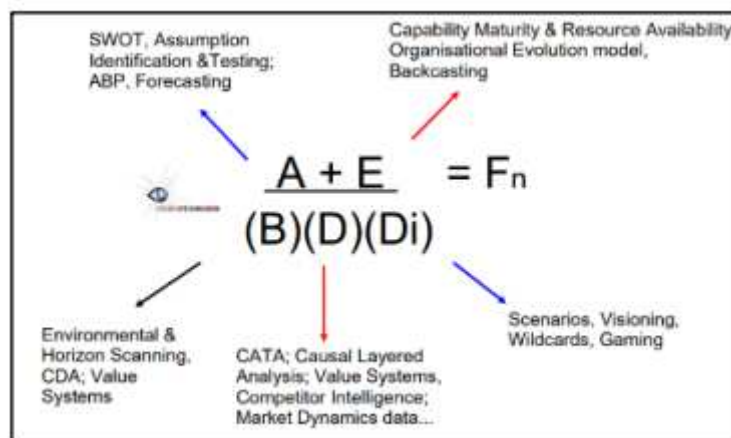 SWOT, Assumption
Identification &Testing;
ABP, Forecasting
Capability Maturity & Resource Availability
Organisational Evolution model,
Backcasting
A + E = Fn
(B)(D)(Di)
Environmental &
Horizon Scanning,
CDA; Value
Systems
CATA; Causal Layered
Analysis; Value Systems,
Competitor Intelligence;
Market Dynamics data...
Scenarios, Visioning,
Wildcards, Gaming